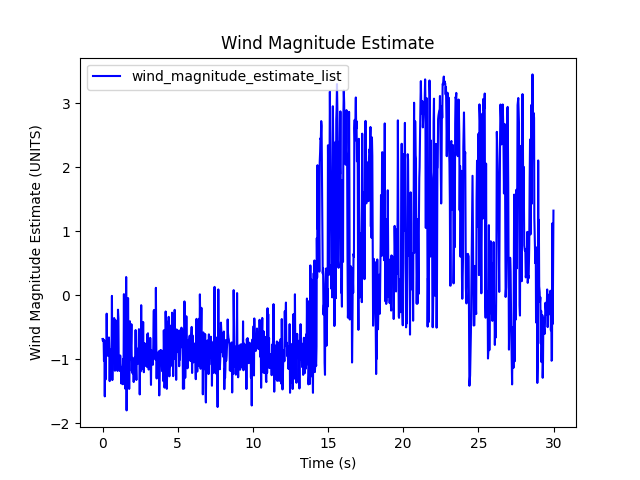 Wind Magnitude Estimate
wind_magnitude_estimate_list
Wind Magnitude Estimate (UNITS)
3
2
1
0
−1
−2
0 5 10 15 20 25 30
Time (s)